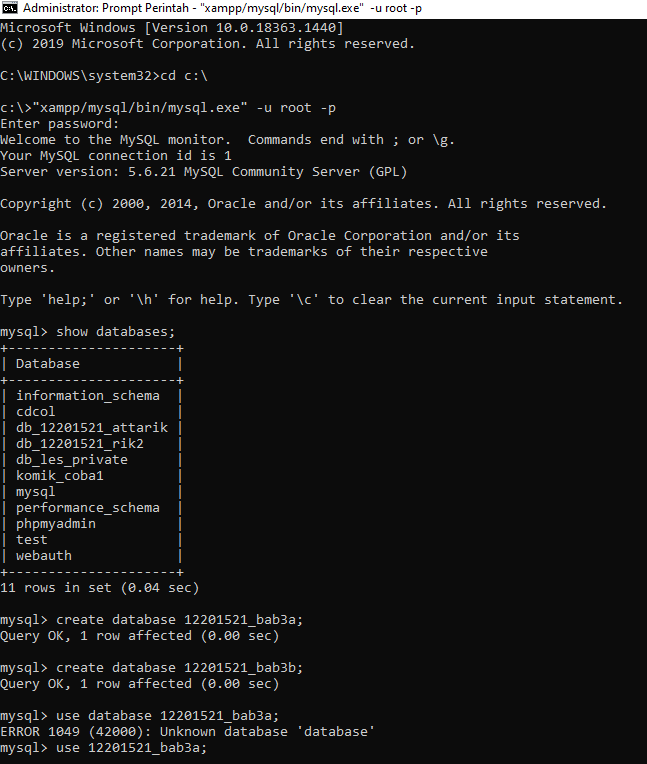 Administrator: Prompt Perintah - "xampp/mysql/bin/mysql.exe" -u root -p
Microsoft Windows [Version 10.0.18363.1440]
(c) 2019 Microsoft Corporation. All rights reserved.
C:\WINDOWS\system32>cd c:\
c:\>"xampp/mysql/bin/mysql.exe" -u root -p
Enter password:
Welcome to the MySQL monitor.  Commands end with ; or \g.
Your MySQL connection id is 1
Server version: 5.6.21 MySQL Community Server (GPL)
Copyright (c) 2000, 2014, Oracle and/or its affiliates. All rights reserved.
Oracle is a registered trademark of Oracle Corporation and/or its
affiliates. Other names may be trademarks of their respective
owners.
Type 'help;' or '\h' for help. Type '\c' to clear the current input statement.
mysql> show databases;
+---------------------+
| Database            |
+---------------------+
| information_schema  |
| cdcol               |
| db_12201521_attarik |
| db_12201521_rik2    |
| db_les_private      |
| komik_coba1         |
| mysql               |
| performance_schema  |
| phpmyadmin          |
| test                |
| webauth             |
+---------------------+
11 rows in set (0.04 sec)
mysql> create database 12201521_bab3a;
Query OK, 1 row affected (0.00 sec)
mysql> create database 12201521_bab3b;
Query OK, 1 row affected (0.00 sec)
mysql> use database 12201521_bab3a;
ERROR 1049 (42000): Unknown database 'database'
mysql> use 12201521_bab3a;